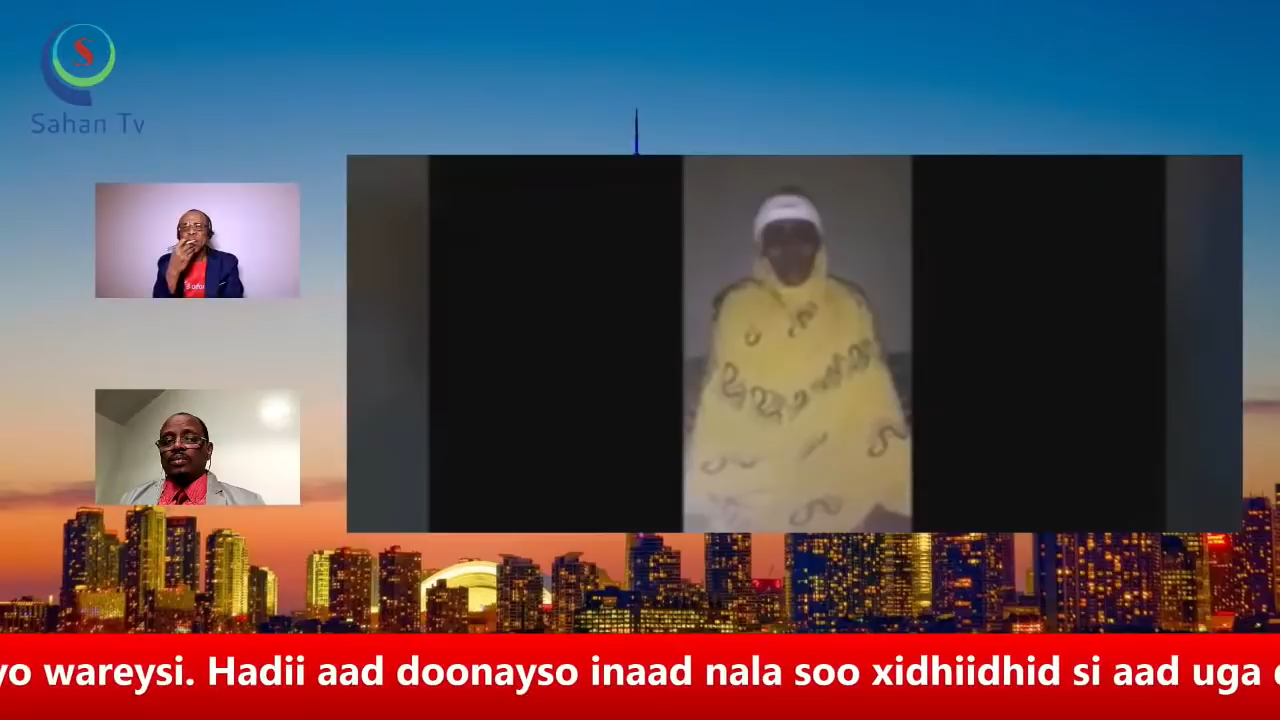 S
Sahan Tv
yo wareysi. Hadii aad doonayso inaad nala soo xidhiidhid si aad uga